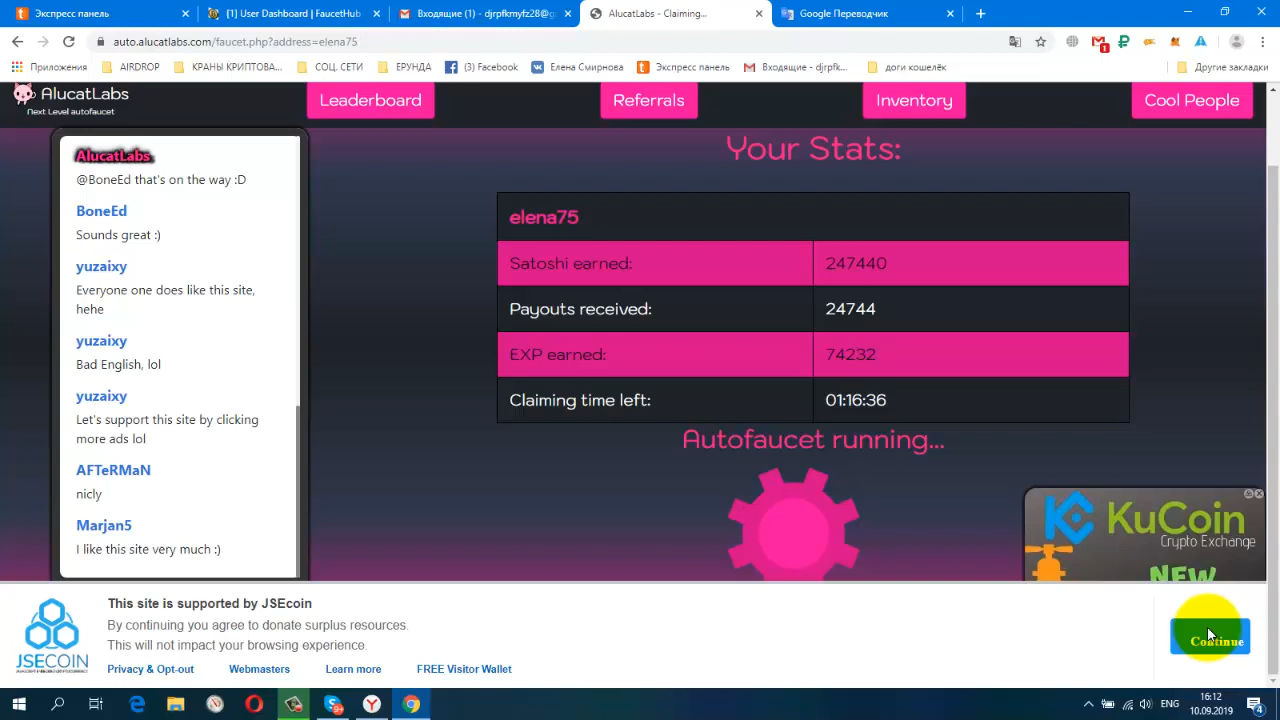 Экспресс панель
[1] User Dashboard | FaucetHub
Входящие (1) - djrpfkmyfz28@g
AlucatLabs - Claiming...
Google Переводчик
auto.alucatlabs.com/faucet.php?address=elena75
1
Приложения
AIRDROP
КРАНЫ КРИПТОВА...
СОЦ. СЕТИ
ЕРУНДА
(3) Facebook
Елена Смирнова
Экспресс панель
Входящие - djrpfk...
доги кошелёк
Другие закладки
AlucatLabs
Next Level autofaucet
Leaderboard
Referrals
Inventory
Cool People
AlucatLabs
@BoneEd that's on the way :D
BoneEd
Sounds great :)
yuzaixy
Everyone one does like this site,
hehe
yuzaixy
Bad English, lol
yuzaixy
Let's support this site by clicking
more ads lol
AFTeRMaN
nicly
Marjan5
I like this site very much :)
Your Stats:
elena75
Satoshi earned: 247440
Payouts received: 24744
EXP earned: 74232
Claiming time left: 01:16:36
Autofaucet running...
KuCoin
Crypto Exchange
NEW
JSECOIN
This site is supported by JSEcoin
By continuing you agree to donate surplus resources.
This will not impact your browsing experience.
Privacy & Opt-out
Webmasters
Learn more
FREE Visitor Wallet
Continue
ENG
16:12
10.09.2019
4